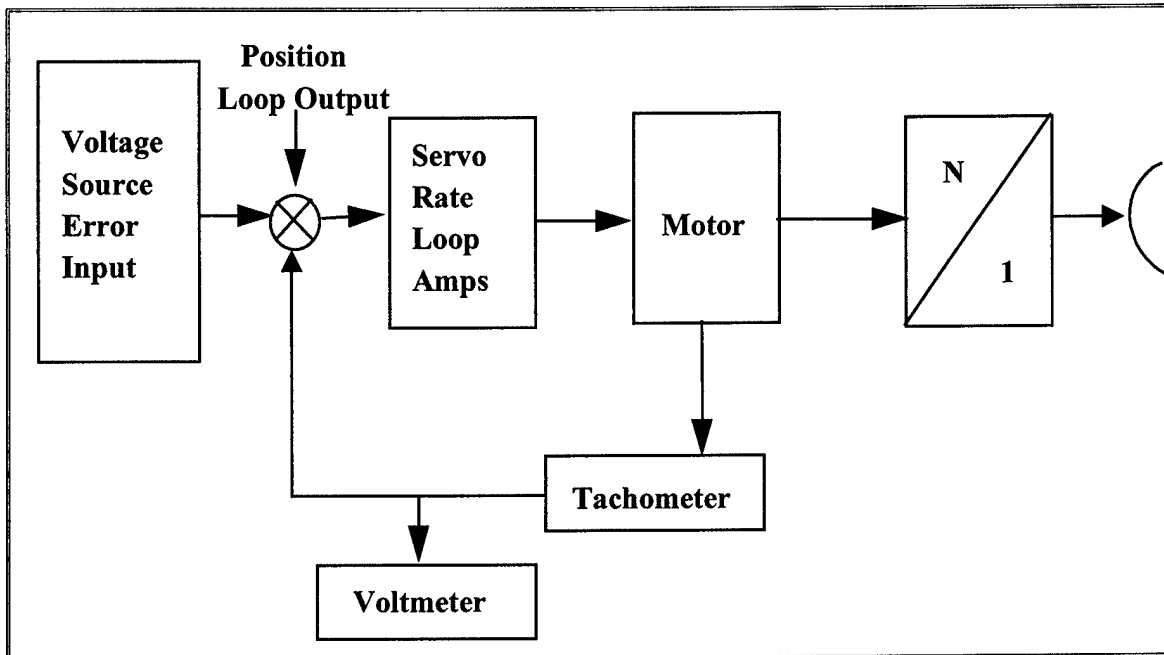 Position
Loop Output
Voltage
Source
Error
Input
Servo
Rate
Loop
Amps
Motor
N
1
Tachometer
Voltmeter